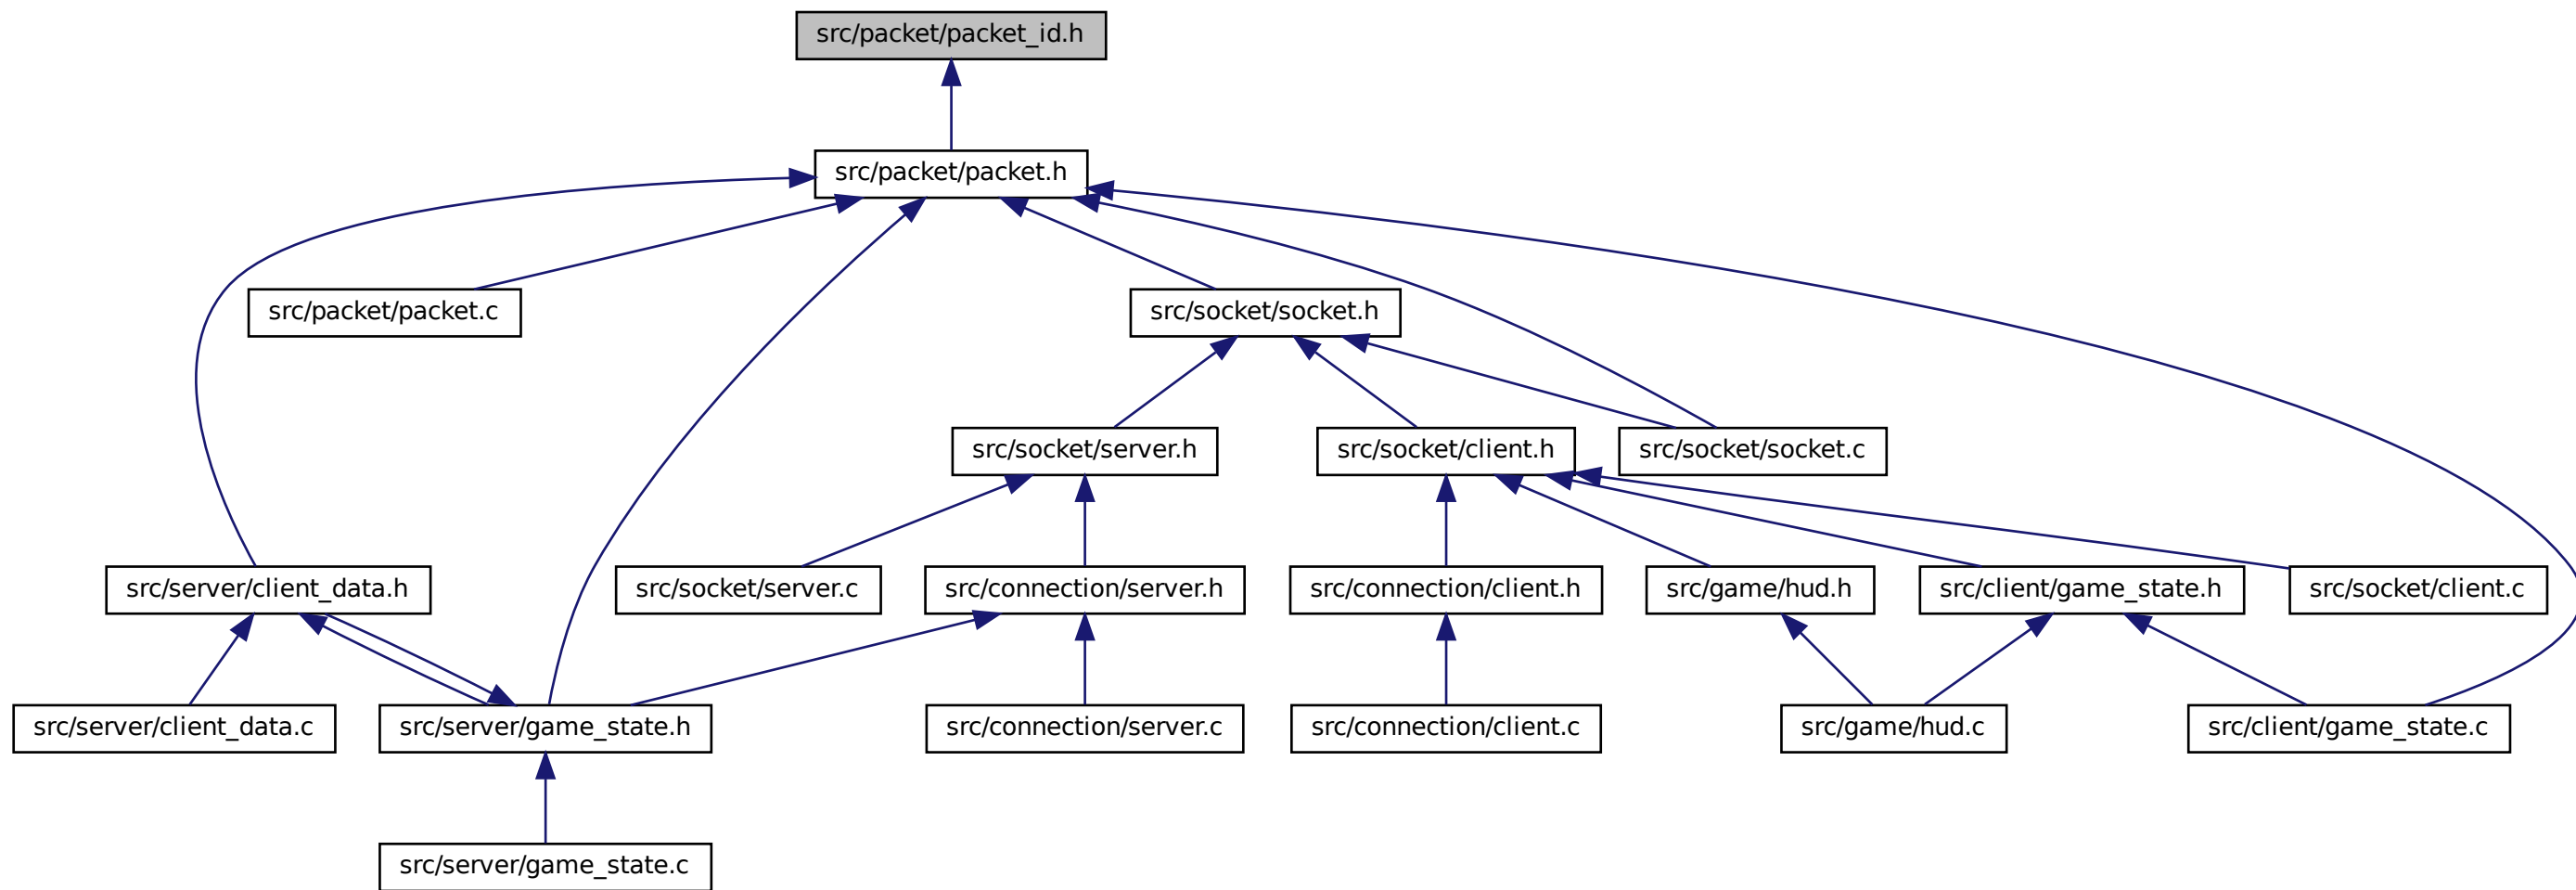 src/packet/packet_id.h
src/packet/packet.h
src/packet/packet.c
src/socket/socket.h
src/socket/server.h
src/socket/client.h
src/socket/socket.c
src/server/client_data.h
src/socket/server.c
src/connection/server.h
src/connection/client.h
src/game/hud.h
src/client/game_state.h
src/socket/client.c
src/server/client_data.c
src/server/game_state.h
src/connection/server.c
src/connection/client.c
src/game/hud.c
src/client/game_state.c
src/server/game_state.c